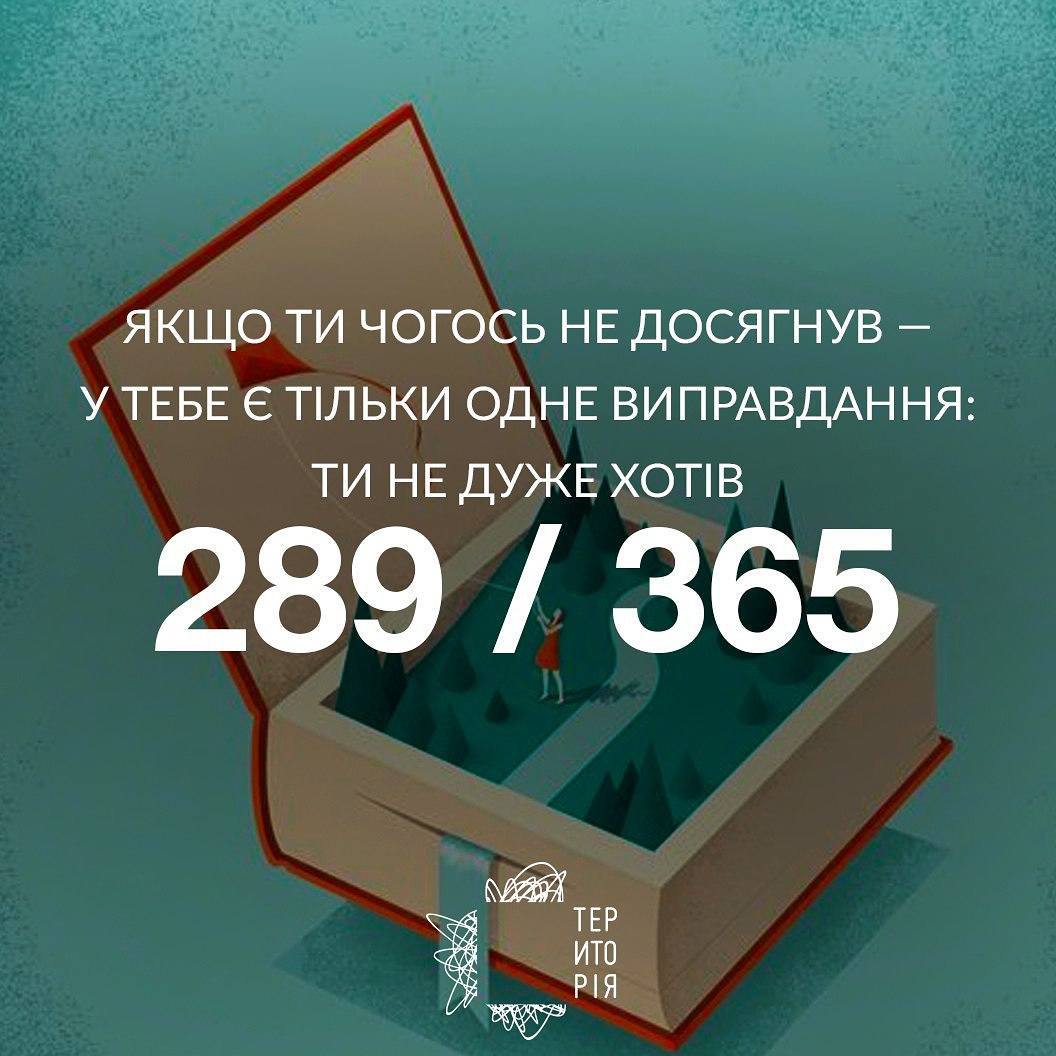 ЯКЩО ТИ ЧОГОСЬ НЕ ДОСЯГНУВ –
У ТЕБЕ Є ТІЛЬКИ ОДНЕ ВИПРАВДАННЯ:
ТИ НЕ ДУЖЕ ХОТІВ
289 / 365
ТЕР
ИТО
РІЯ